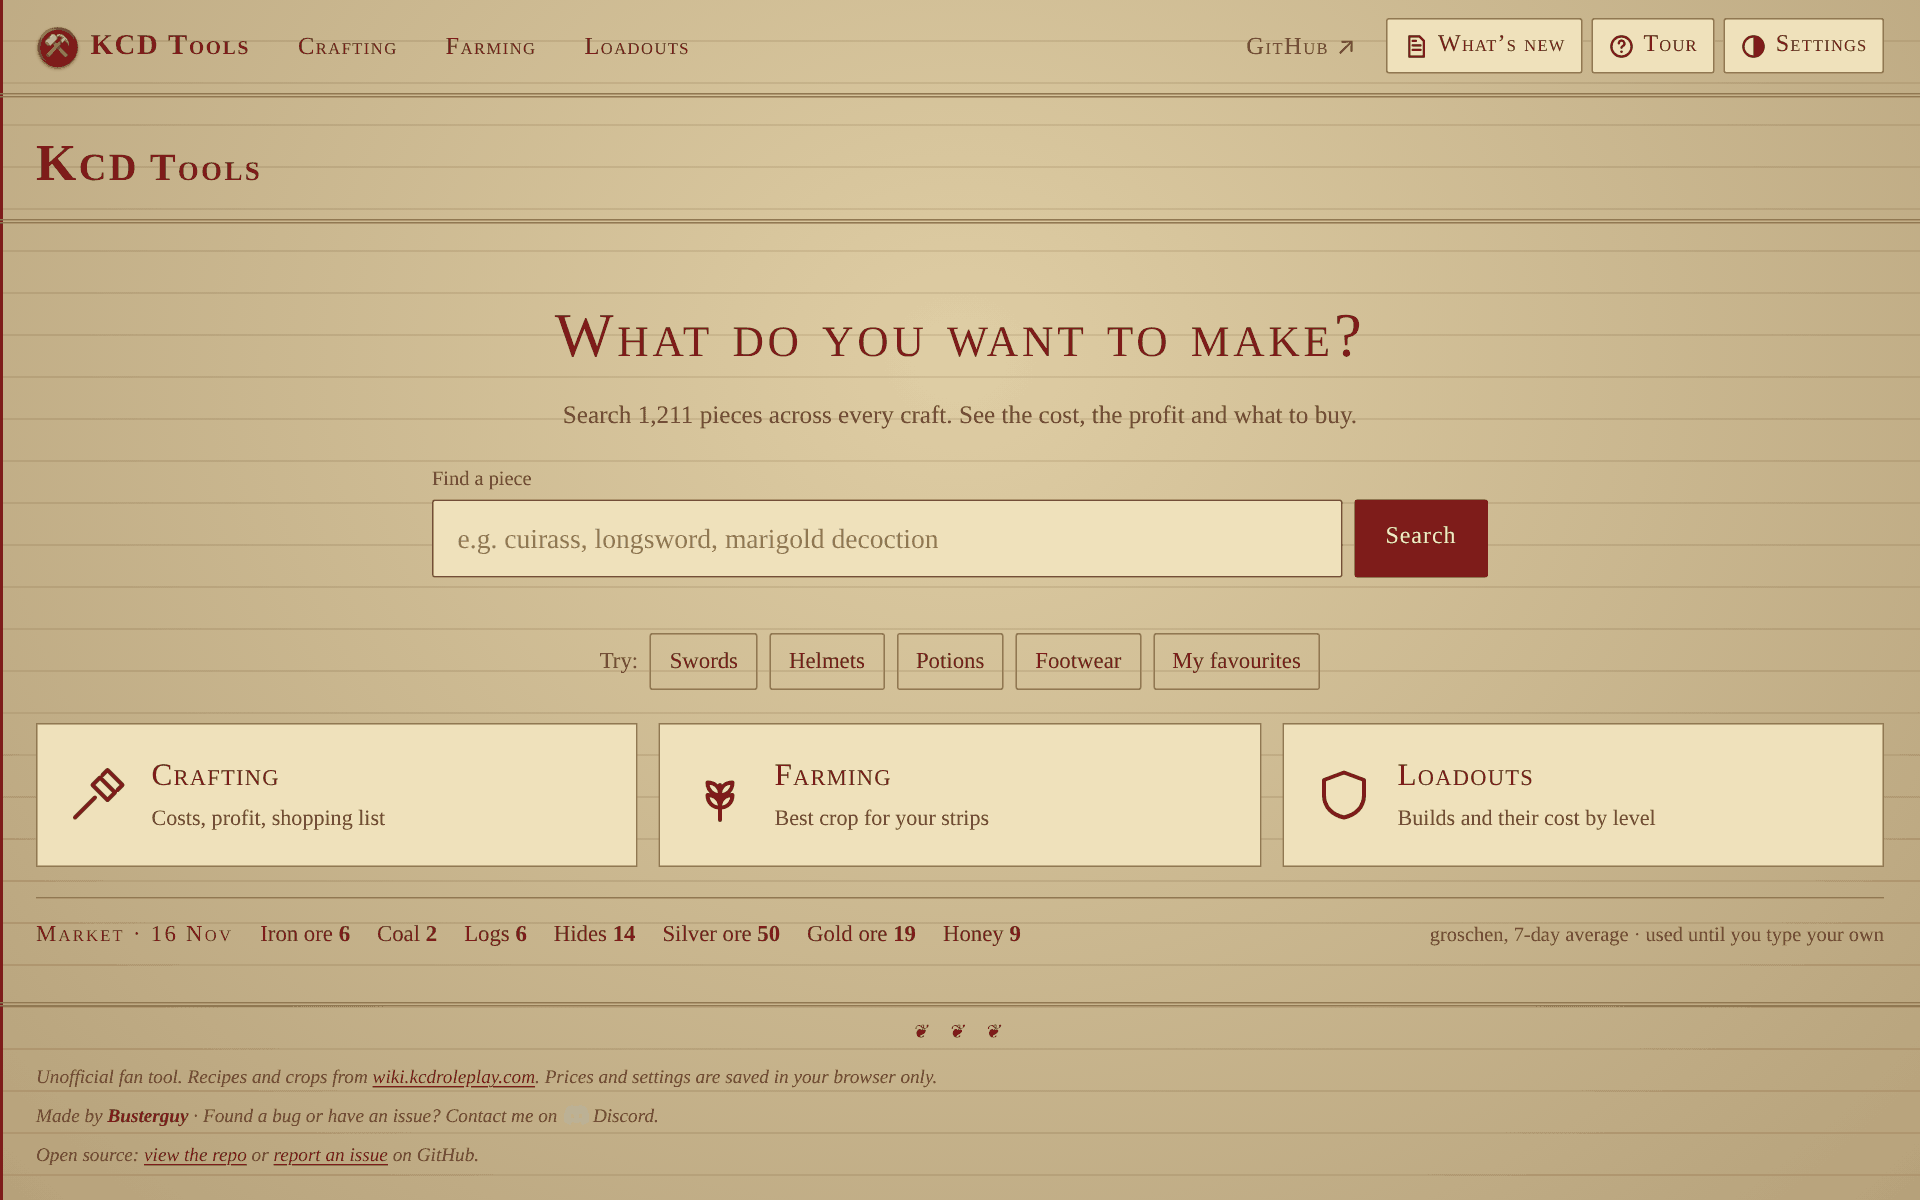 KCD Tools Crafting Farming Loadouts GitHub ↗ What's new Tour Settings
Kcd Tools
What do you want to make?
Search 1,211 pieces across every craft. See the cost, the profit and what to buy.
Find a piece
e.g. cuirass, longsword, marigold decoction Search
Try: Swords Helmets Potions Footwear My favourites
Crafting
Costs, profit, shopping list
Farming
Best crop for your strips
Loadouts
Builds and their cost by level
Market · 16 Nov Iron ore 6 Coal 2 Logs 6 Hides 14 Silver ore 50 Gold ore 19 Honey 9 groschen, 7-day average · used until you type your own
❦ ❦ ❦
Unofficial fan tool. Recipes and crops from wiki.kcdroleplay.com. Prices and settings are saved in your browser only.
Made by Busterguy · Found a bug or have an issue? Contact me on Discord.
Open source: view the repo or report an issue on GitHub.